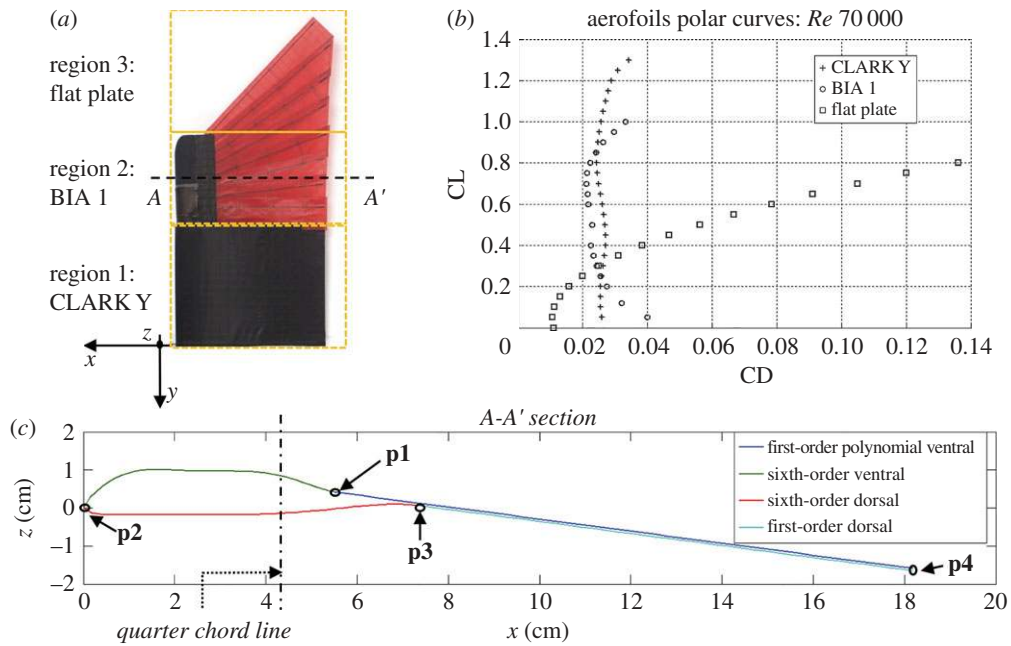 (a)
region 3:
flat plate
region 2:
BIA 1
A
A'
region 1:
CLARK Y
z
x
y
(b)
aerofoils polar curves: Re 70 000
1.4
1.2
1.0
0.8
0.6
0.4
0.2
CL
CLARK Y
BIA 1
flat plate
0 0.02 0.04 0.06 0.08 0.10 0.12 0.14
CD
(c)
A-A' section
2
1
0
−1
−2
z (cm)
p1
p2
p3
p4
first-order polynomial ventral
sixth-order ventral
sixth-order dorsal
first-order dorsal
0 2 4 6 8 10 12 14 16 18 20
quarter chord line
x (cm)